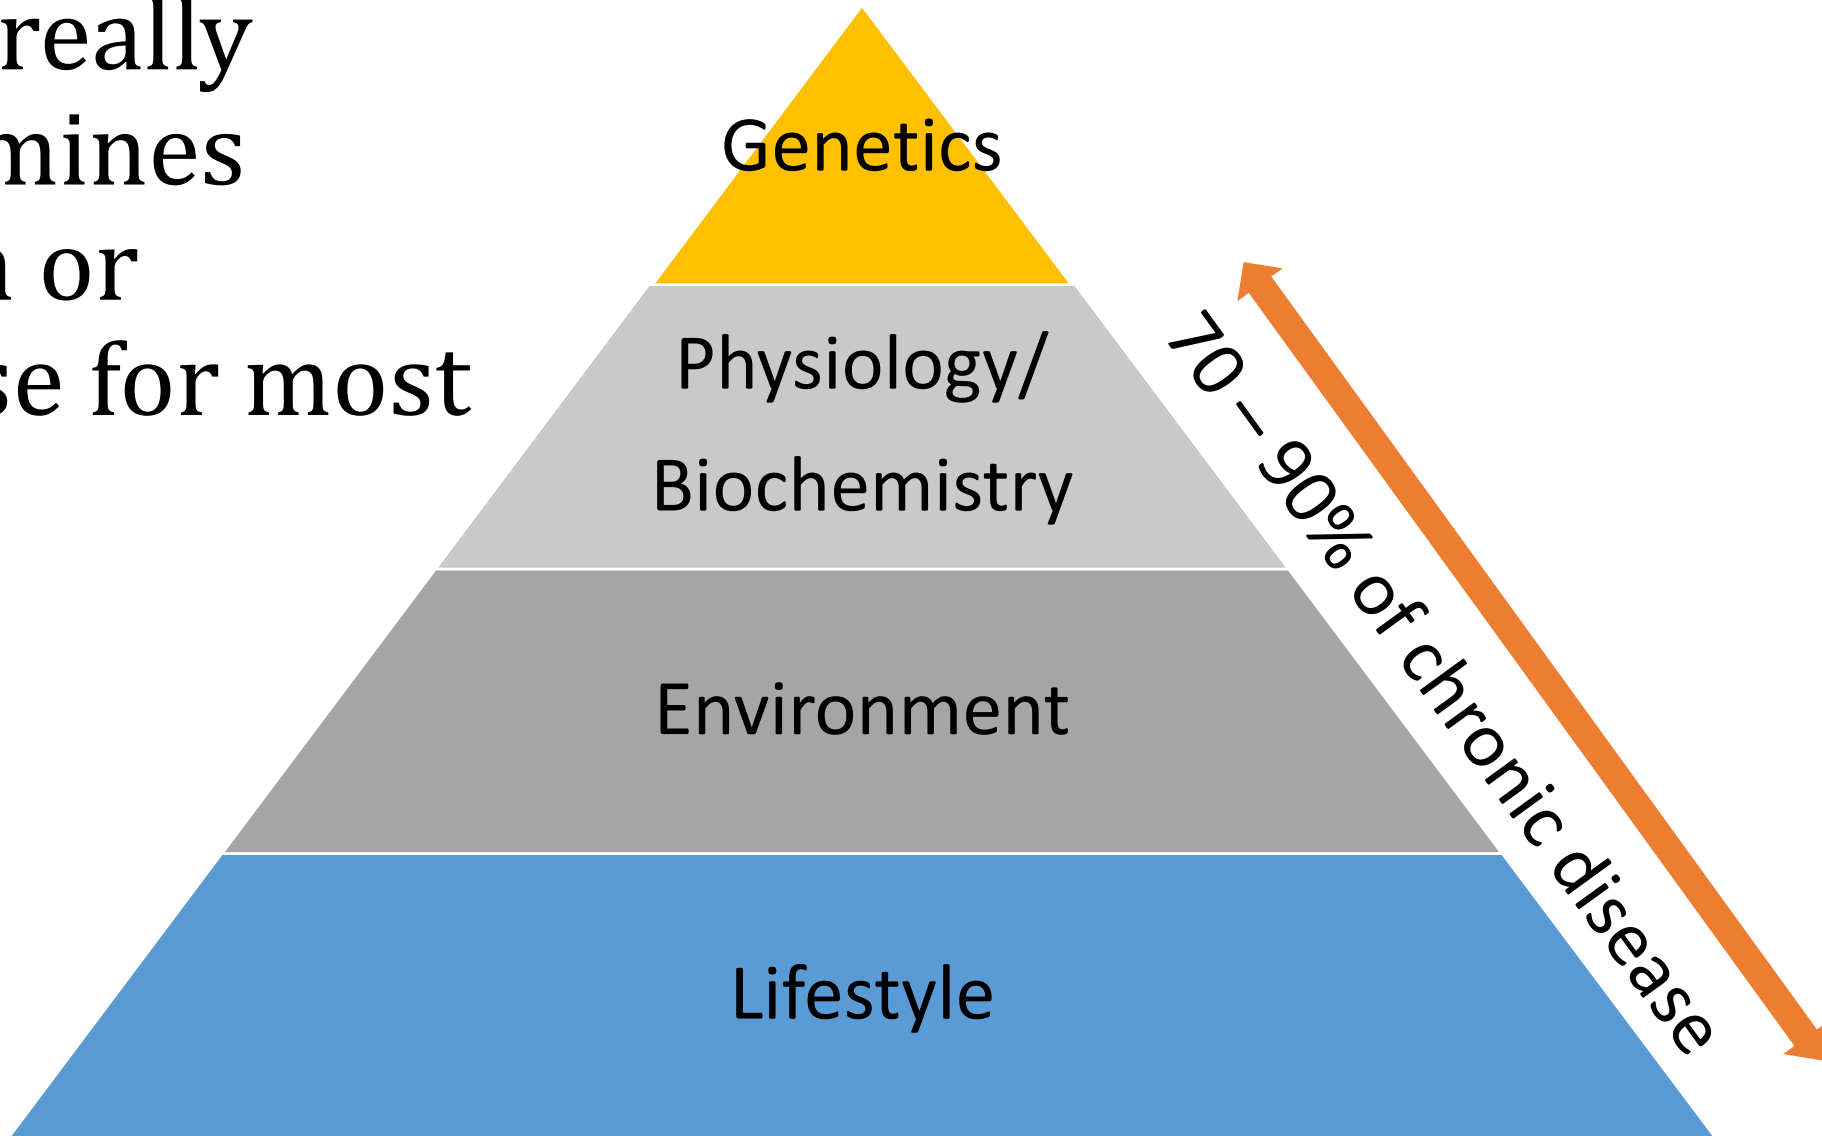 really
mines
or
se for most
Genetics
Physiology/
Biochemistry
Environment
Lifestyle
70 – 90% of chronic disease